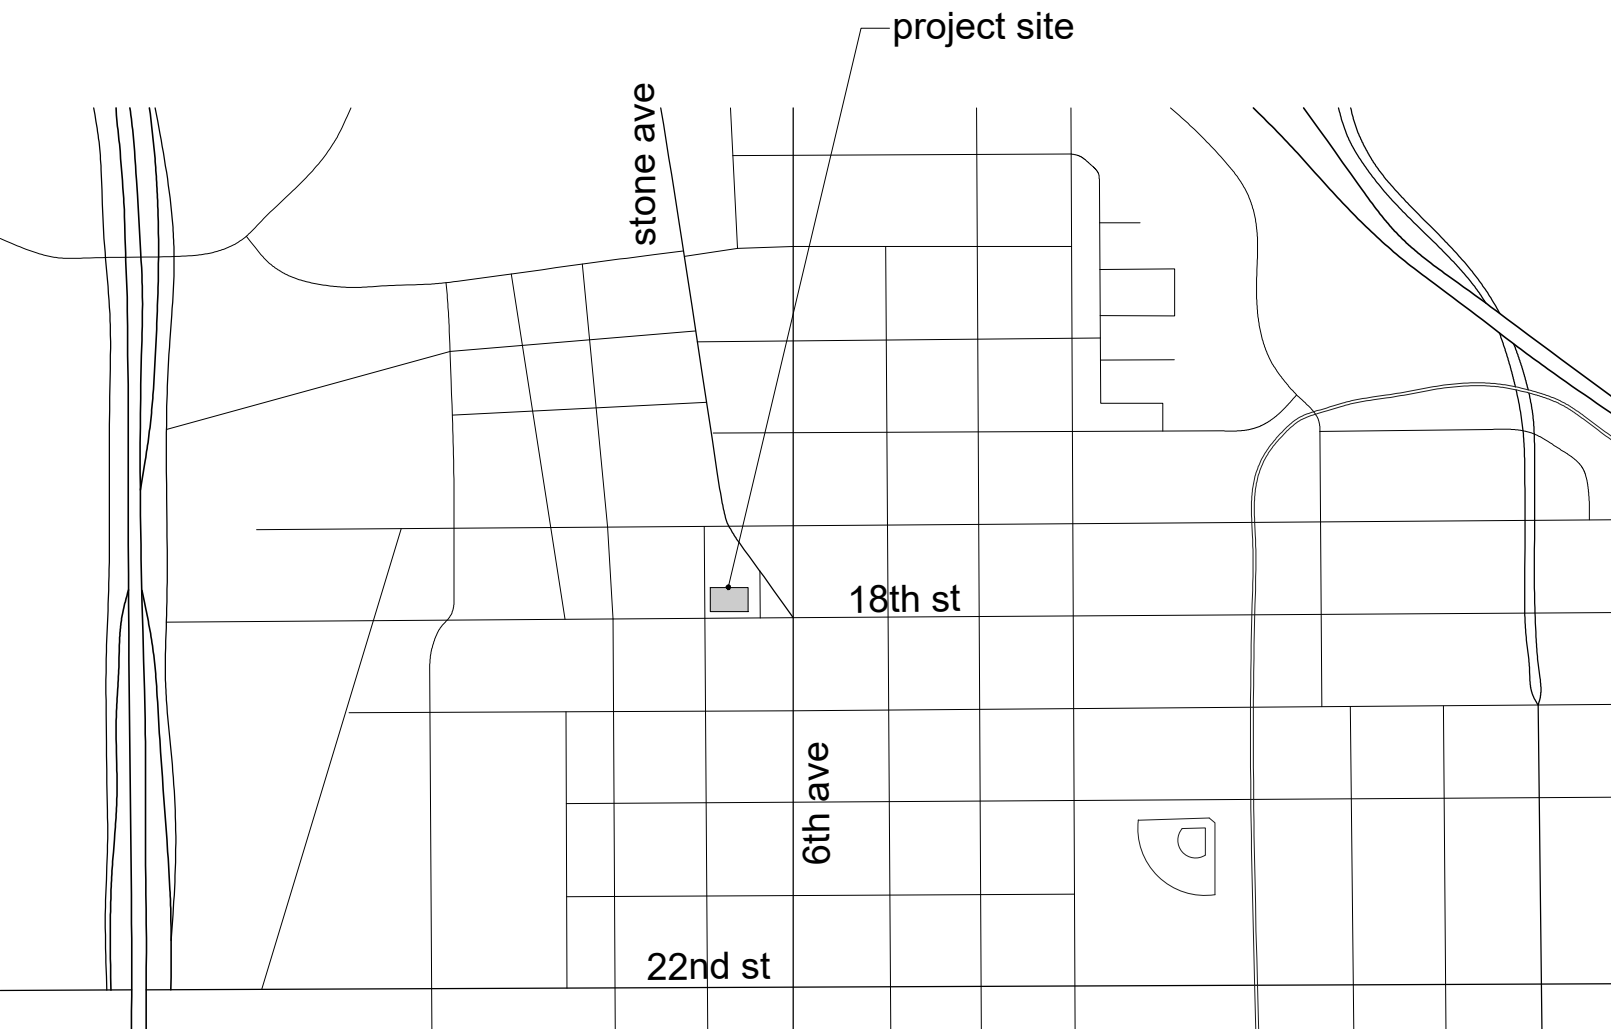 project site
stone ave
18th st
6th ave
22nd st